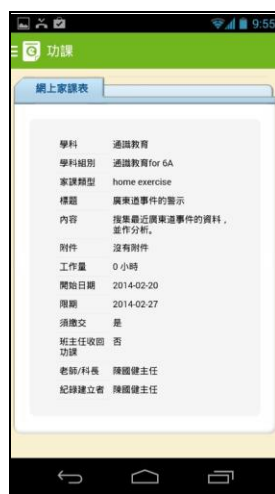 9:55
功課
網上家課表
學科 通識教育
學科組別 通識教育for 6A
家課類型 home exercise
標題 廣東道事件的警示
內容 搜集最近廣東道事件的資料，
並作分析。
附件 沒有附件
工作量 0 小時
開始日期 2014-02-20
限期 2014-02-27
須繳交 是
班主任收回 否
功課
老師/科長 陳國健主任
紀錄建立者 陳國健主任